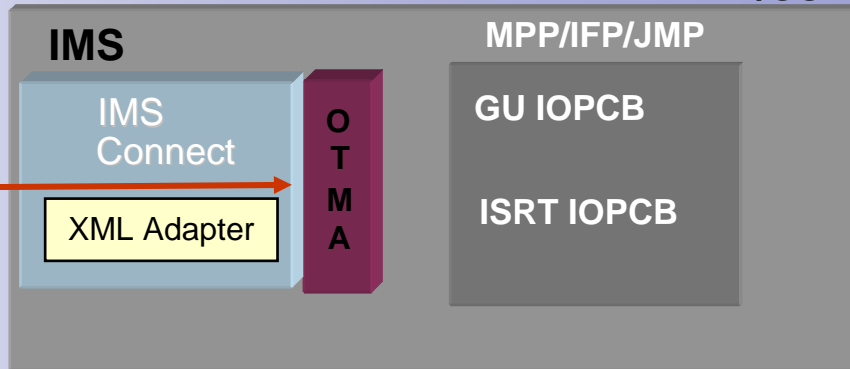 IMS
MPP/IFP/JMP
IMS
Connect
O
T
M
A
GU IOPCB
ISRT IOPCB
XML Adapter